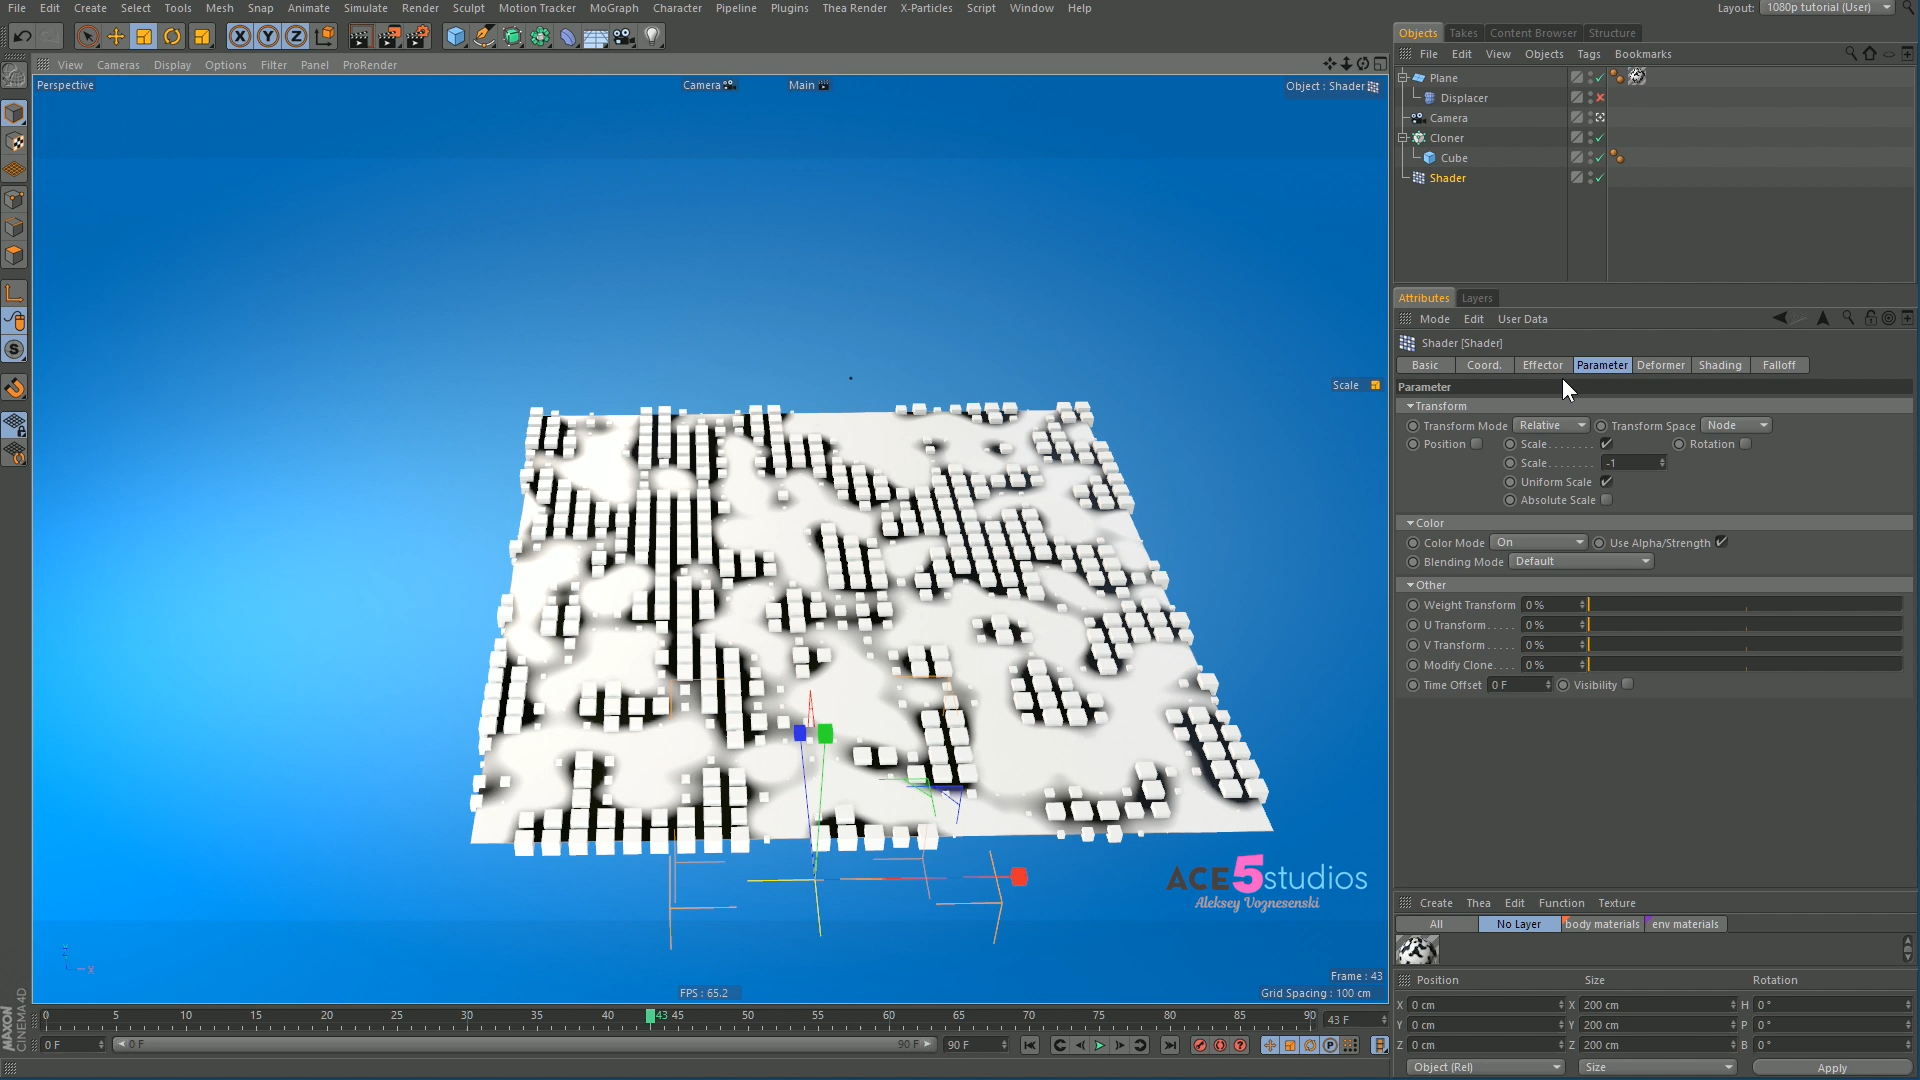 File Edit Create Select Tools Mesh Snap Animate Simulate Render Sculpt Motion Tracker MoGraph Character Pipeline Plugins Thea Render X-Particles Script Window Help
Layout: 1080p tutorial (User)
X Y Z
Objects Takes Content Browser Structure
File Edit View Objects Tags Bookmarks
View Cameras Display Options Filter Panel ProRender
Perspective
Camera
Main
Object : Shader
Plane
Displacer
Camera
Cloner
Cube
Shader
Attributes Layers
Mode Edit User Data
Shader [Shader]
Basic Coord. Effector Parameter Deformer Shading Falloff
Scale
Parameter
Transform
Transform Mode Relative Transform Space Node
Position Scale Rotation
Scale -1
Uniform Scale
Absolute Scale
Color
Color Mode On Use Alpha/Strength
Blending Mode Default
Other
Weight Transform 0 %
U Transform 0 %
V Transform 0 %
Modify Clone 0 %
Time Offset 0 F Visibility
ACE5studios
Aleksey Voznesenski
Create Thea Edit Function Texture
All No Layer body materials env materials
Frame : 43
FPS : 65.2
Grid Spacing : 100 cm
Position Size Rotation
X 0 cm X 200 cm H 0 °
Y 0 cm Y 200 cm P 0 °
Z 0 cm Z 200 cm B 0 °
Object (Rel) Size Apply
0 5 10 15 20 25 30 35 40 43 45 50 55 60 65 70 75 80 85 90 43 F
0 F 0 F 90 F 90 F
MAXON
CINEMA4D